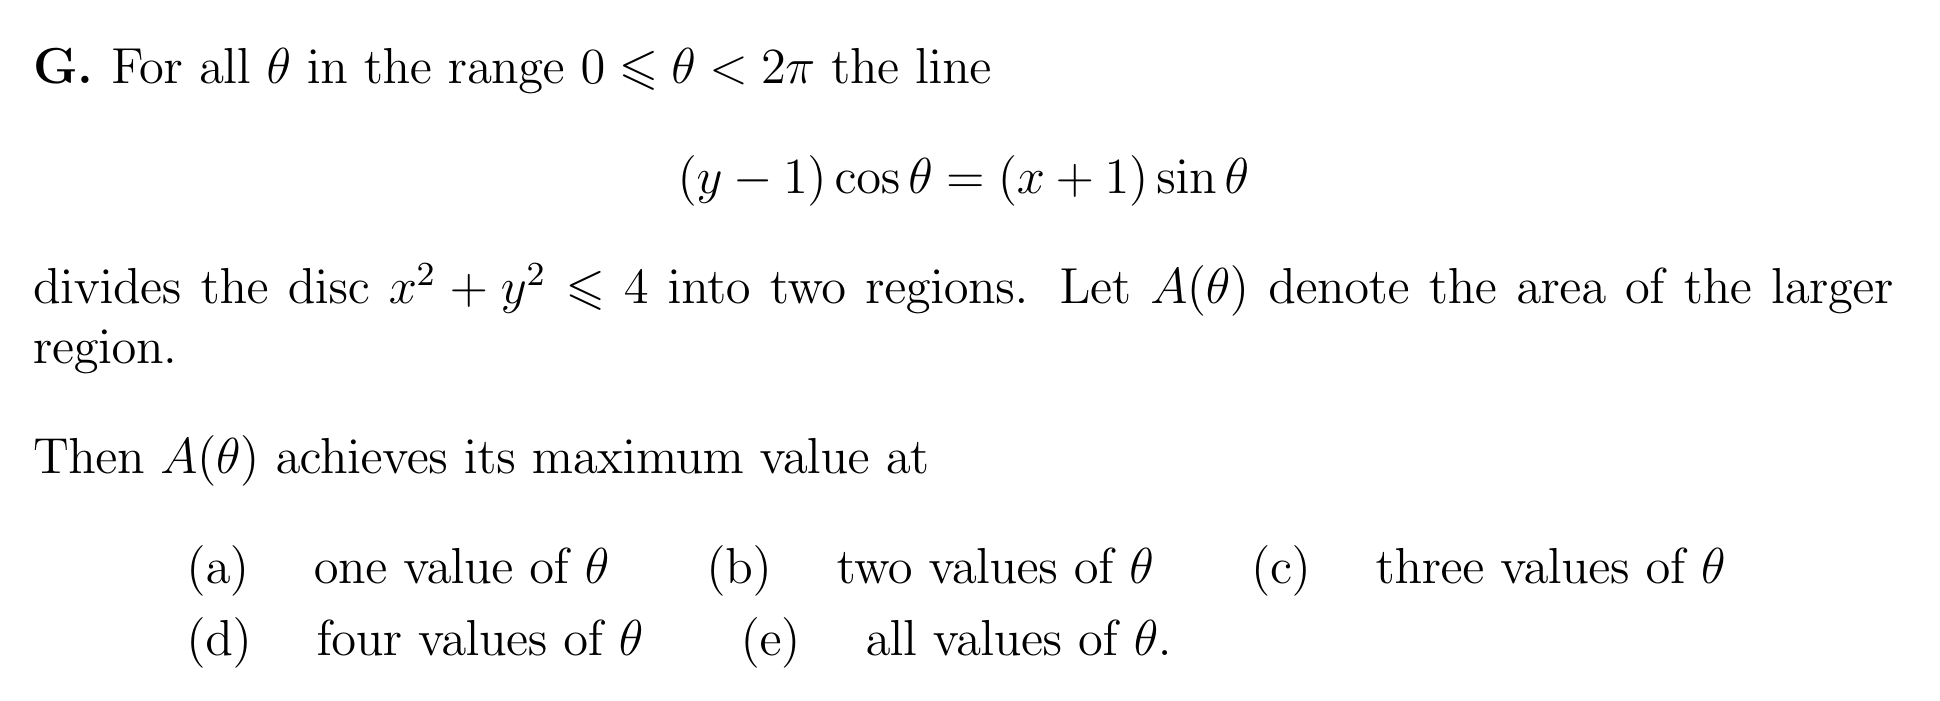 G. For all θ in the range 0 ⩽ θ < 2π the line
(y − 1) cos θ = (x + 1) sin θ
divides the disc x² + y² ⩽ 4 into two regions. Let A(θ) denote the area of the larger
region.
Then A(θ) achieves its maximum value at
(a) one value of θ (b) two values of θ (c) three values of θ
(d) four values of θ (e) all values of θ.